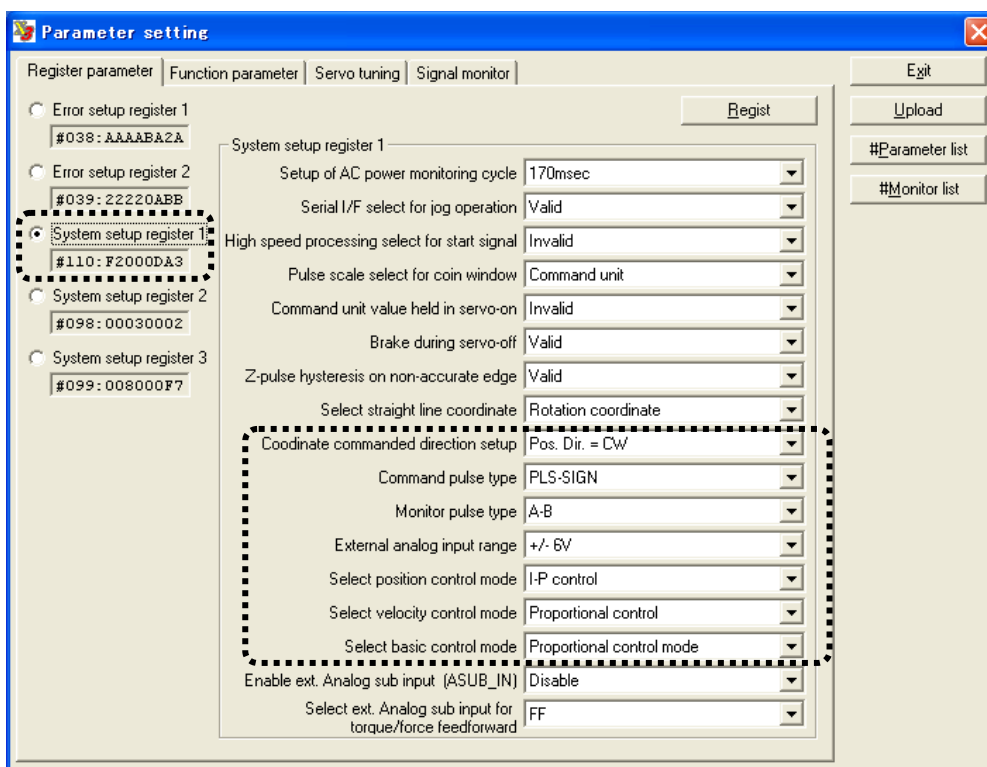 Parameter setting
Register parameter Function parameter Servo tuning Signal monitor
Exit
Upload
#Parameter list
#Monitor list
Regist
Error setup register 1
#038:AAAABA2A
Error setup register 2
#039:22220ABB
System setup register 1
#110:F2000DA3
System setup register 2
#098:00030002
System setup register 3
#099:008000F7
System setup register 1
Setup of AC power monitoring cycle 170msec
Serial I/F select for jog operation Valid
High speed processing select for start signal Invalid
Pulse scale select for coin window Command unit
Command unit value held in servo-on Invalid
Brake during servo-off Valid
Z-pulse hysteresis on non-accurate edge Valid
Select straight line coordinate Rotation coordinate
Coodinate commanded direction setup Pos. Dir. = CW
Command pulse type PLS-SIGN
Monitor pulse type A-B
External analog input range +/- 6V
Select position control mode I-P control
Select velocity control mode Proportional control
Select basic control mode Proportional control mode
Enable ext. Analog sub input (ASUB_IN) Disable
Select ext. Analog sub input for
torque/force feedforward FF